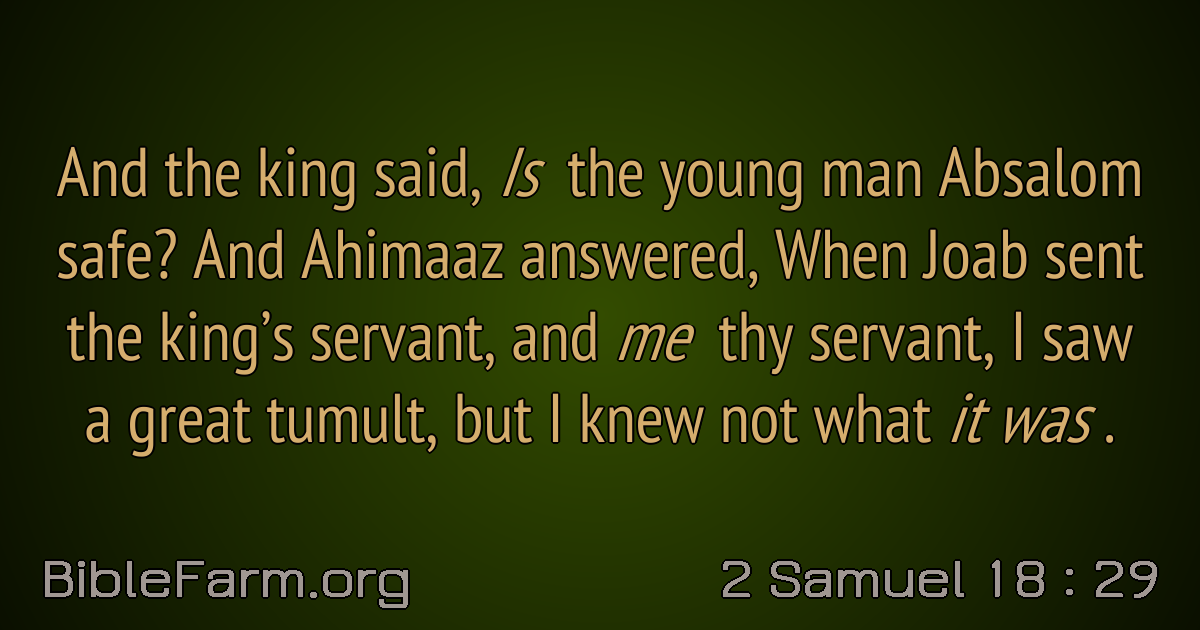 And the king said, Is the young man Absalom
safe? And Ahimaaz answered, When Joab sent
the king’s servant, and me thy servant, I saw
a great tumult, but I knew not what it was .
BibleFarm.org
2 Samuel 18 : 29